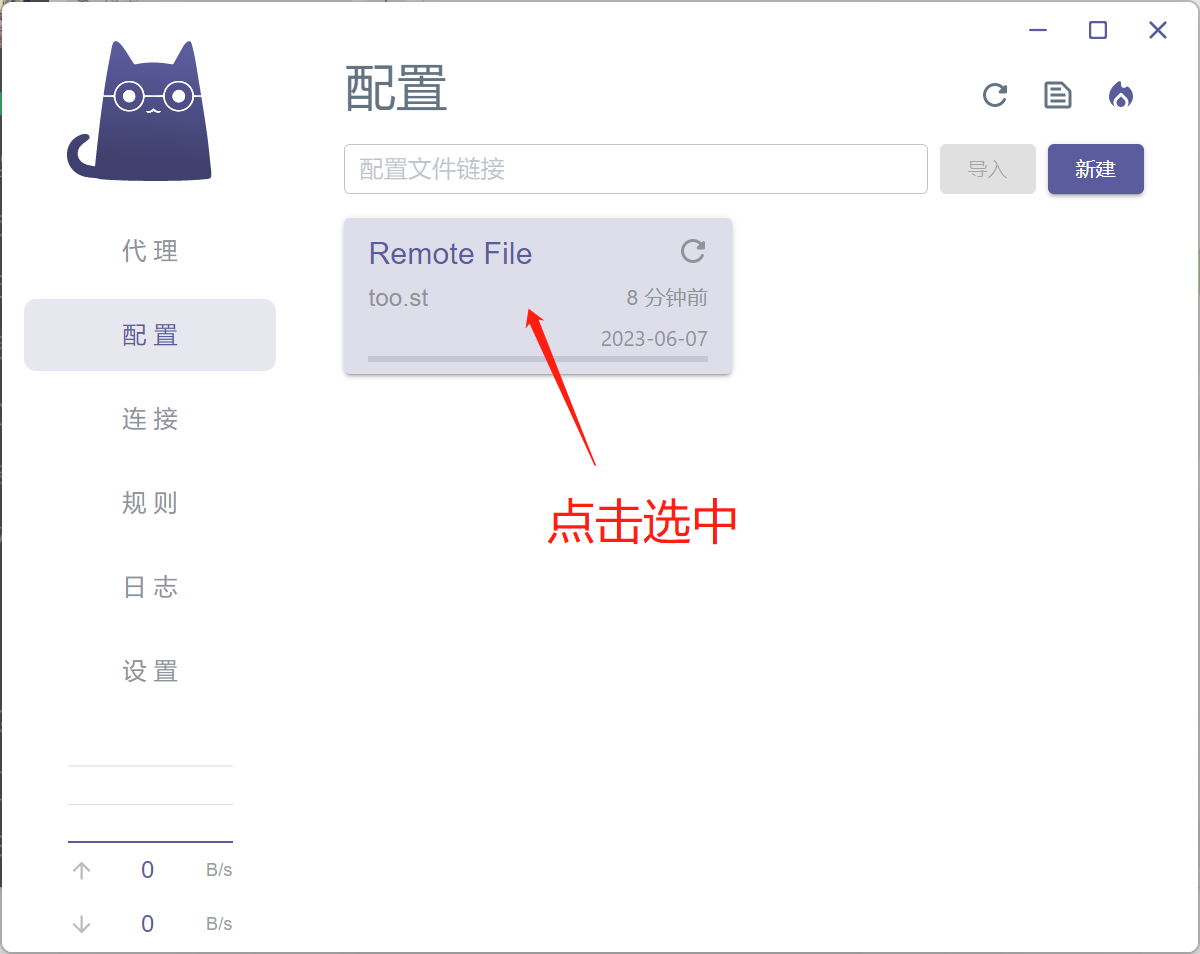 配置
配置文件链接
导入
新建
代理
配置
连接
规则
日志
设置
Remote File
too.st
8 分钟前
2023-06-07
点击选中
0 B/s
0 B/s